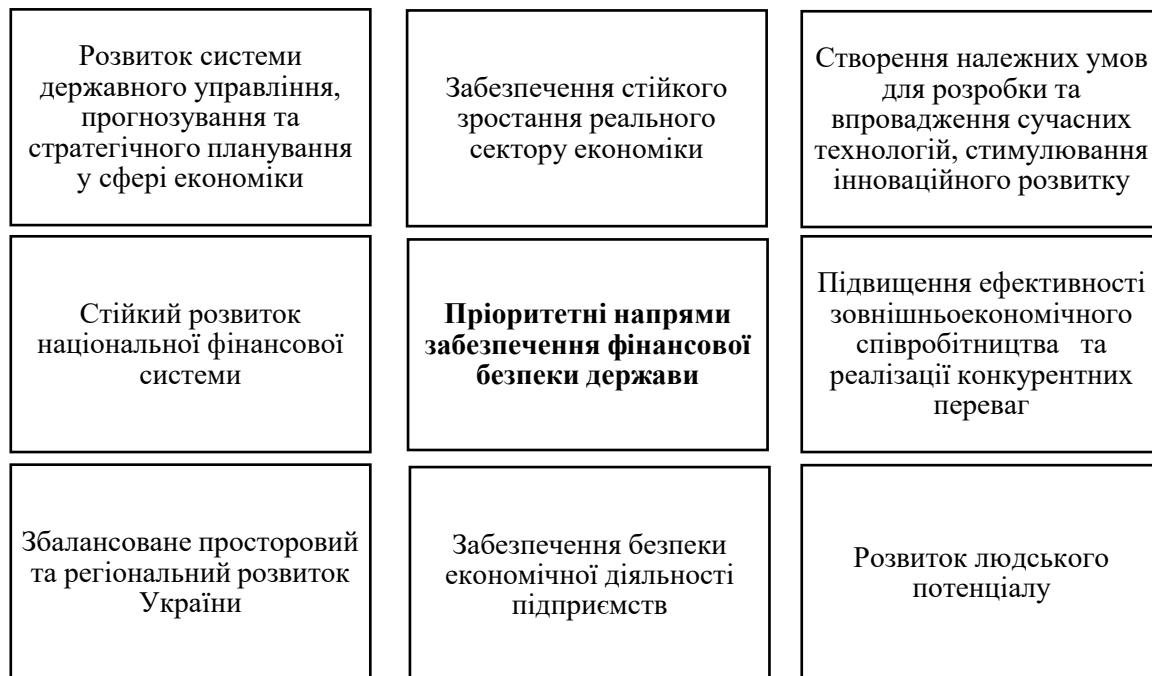 Розвиток системи
державного управління,
прогнозування та
стратегічного планування
у сфері економіки
Забезпечення стійкого
зростання реального
сектору економіки
Створення належних умов
для розробки та
впровадження сучасних
технологій, стимулювання
інноваційного розвитку
Стійкий розвиток
національної фінансової
системи
Пріоритетні напрями
забезпечення фінансової
безпеки держави
Підвищення ефективності
зовнішньоекономічного
співробітництва та
реалізації конкурентних
переваг
Збалансоване просторовий
та регіональний розвиток
України
Забезпечення безпеки
економічної діяльності
підприємств
Розвиток людського
потенціалу